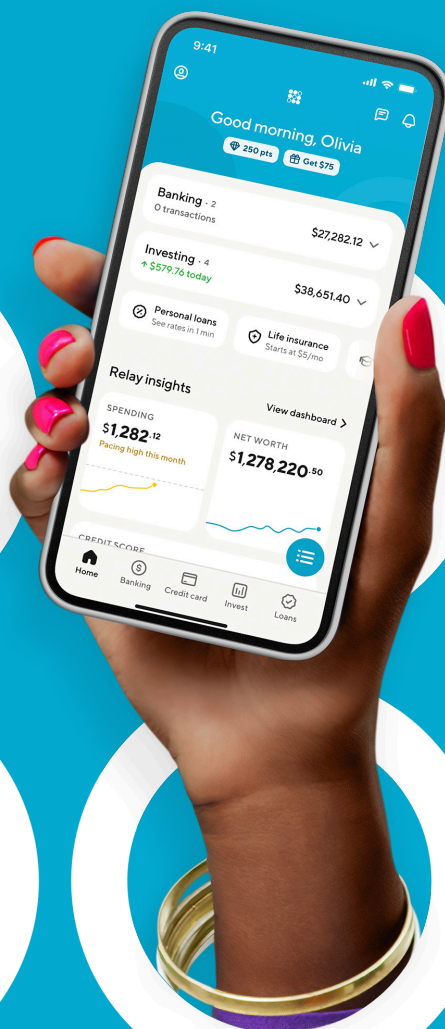 9:41
Good morning, Olivia
250 pts
Get $75
Banking · 2
0 transactions
$27,282.12
Investing · 4
↑ $579.76 today
$38,651.40
Personal loans
See rates in 1 min
Life insurance
Starts at $5/mo
Relay insights
View dashboard
SPENDING
$1,282.12
Pacing high this month
NET WORTH
$1,278,220.50
CREDIT SCORE
Home
Banking
Credit card
Invest
Loans